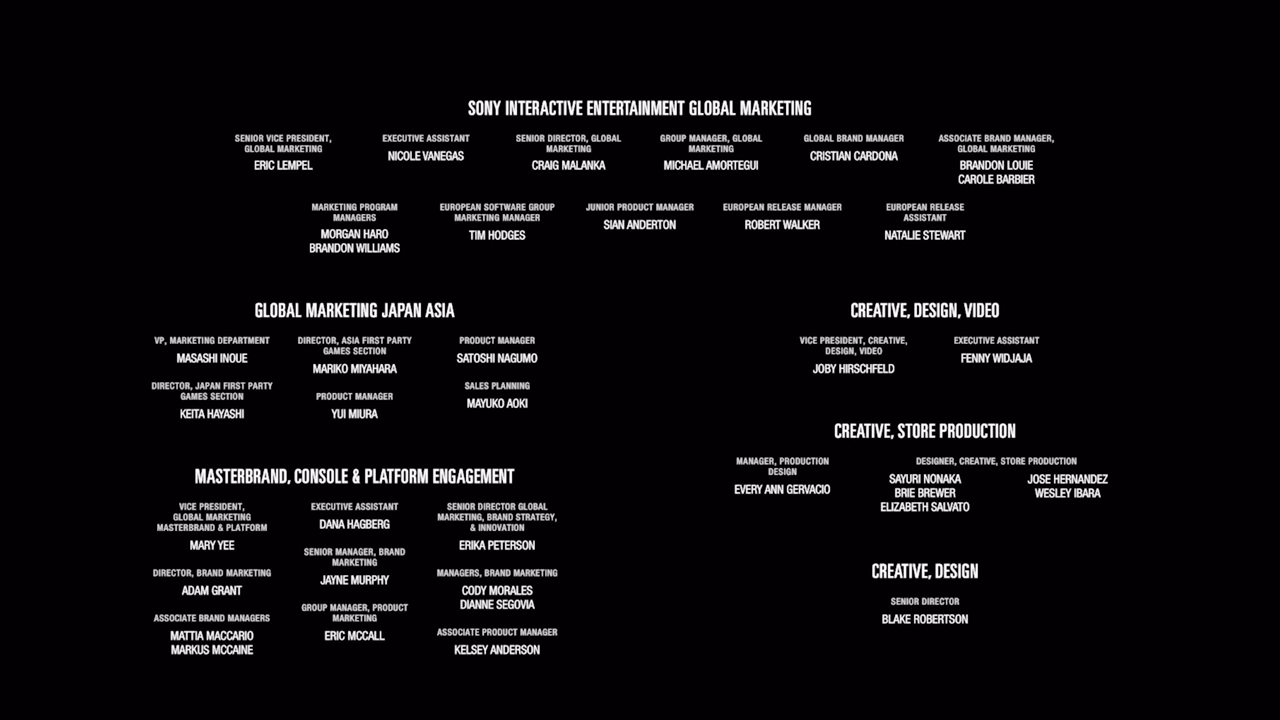 SONY INTERACTIVE ENTERTAINMENT GLOBAL MARKETING
SENIOR VICE PRESIDENT,
GLOBAL MARKETING
ERIC LEMPEL
EXECUTIVE ASSISTANT
NICOLE VANEGAS
SENIOR DIRECTOR, GLOBAL
MARKETING
CRAIG MALANKA
GROUP MANAGER, GLOBAL
MARKETING
MICHAEL AMORTEGUI
GLOBAL BRAND MANAGER
CRISTIAN CARDONA
ASSOCIATE BRAND MANAGER,
GLOBAL MARKETING
BRANDON LOUIE
CAROLE BARBIER
MARKETING PROGRAM
MANAGERS
MORGAN HARO
BRANDON WILLIAMS
EUROPEAN SOFTWARE GROUP
MARKETING MANAGER
TIM HODGES
JUNIOR PRODUCT MANAGER
SIAN ANDERTON
EUROPEAN RELEASE MANAGER
ROBERT WALKER
EUROPEAN RELEASE
ASSISTANT
NATALIE STEWART
GLOBAL MARKETING JAPAN ASIA
VP, MARKETING DEPARTMENT
MASASHI INOUE
DIRECTOR, ASIA FIRST PARTY
GAMES SECTION
MARIKO MIYAHARA
PRODUCT MANAGER
SATOSHI NAGUMO
DIRECTOR, JAPAN FIRST PARTY
GAMES SECTION
KEITA HAYASHI
PRODUCT MANAGER
YUI MIURA
SALES PLANNING
MAYUKO AOKI
MASTERBRAND, CONSOLE & PLATFORM ENGAGEMENT
VICE PRESIDENT,
GLOBAL MARKETING
MASTERBRAND & PLATFORM
MARY YEE
EXECUTIVE ASSISTANT
DANA HAGBERG
SENIOR DIRECTOR GLOBAL
MARKETING, BRAND STRATEGY,
& INNOVATION
ERIKA PETERSON
DIRECTOR, BRAND MARKETING
ADAM GRANT
SENIOR MANAGER, BRAND
MARKETING
JAYNE MURPHY
MANAGERS, BRAND MARKETING
CODY MORALES
DIANNE SEGOVIA
ASSOCIATE BRAND MANAGERS
MATTIA MACCARIO
MARKUS MCCAINE
GROUP MANAGER, PRODUCT
MARKETING
ERIC MCCALL
ASSOCIATE PRODUCT MANAGER
KELSEY ANDERSON
CREATIVE, DESIGN, VIDEO
VICE PRESIDENT, CREATIVE,
DESIGN, VIDEO
JOBY HIRSCHFELD
EXECUTIVE ASSISTANT
FENNY WIDJAJA
CREATIVE, STORE PRODUCTION
MANAGER, PRODUCTION
DESIGN
EVERY ANN GERVACIO
DESIGNER, CREATIVE, STORE PRODUCTION
SAYURI NONAKA
BRIE BREWER
ELIZABETH SALVATO
JOSE HERNANDEZ
WESLEY IBARA
CREATIVE, DESIGN
SENIOR DIRECTOR
BLAKE ROBERTSON